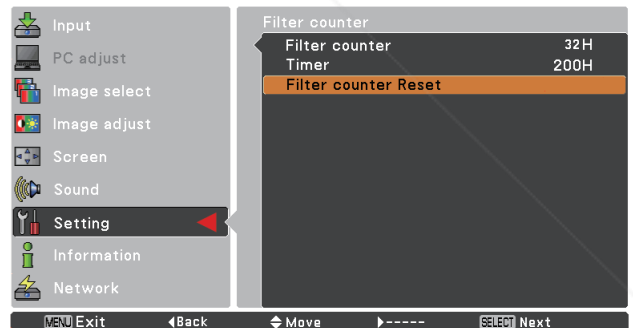 Input
PC adjust
Image select
Image adjust
Screen
Sound
Setting
Information
Network
Filter counter
Filter counter 32H
Timer 200H
Filter counter Reset
MENU Exit Back Move ----- SELECT Next